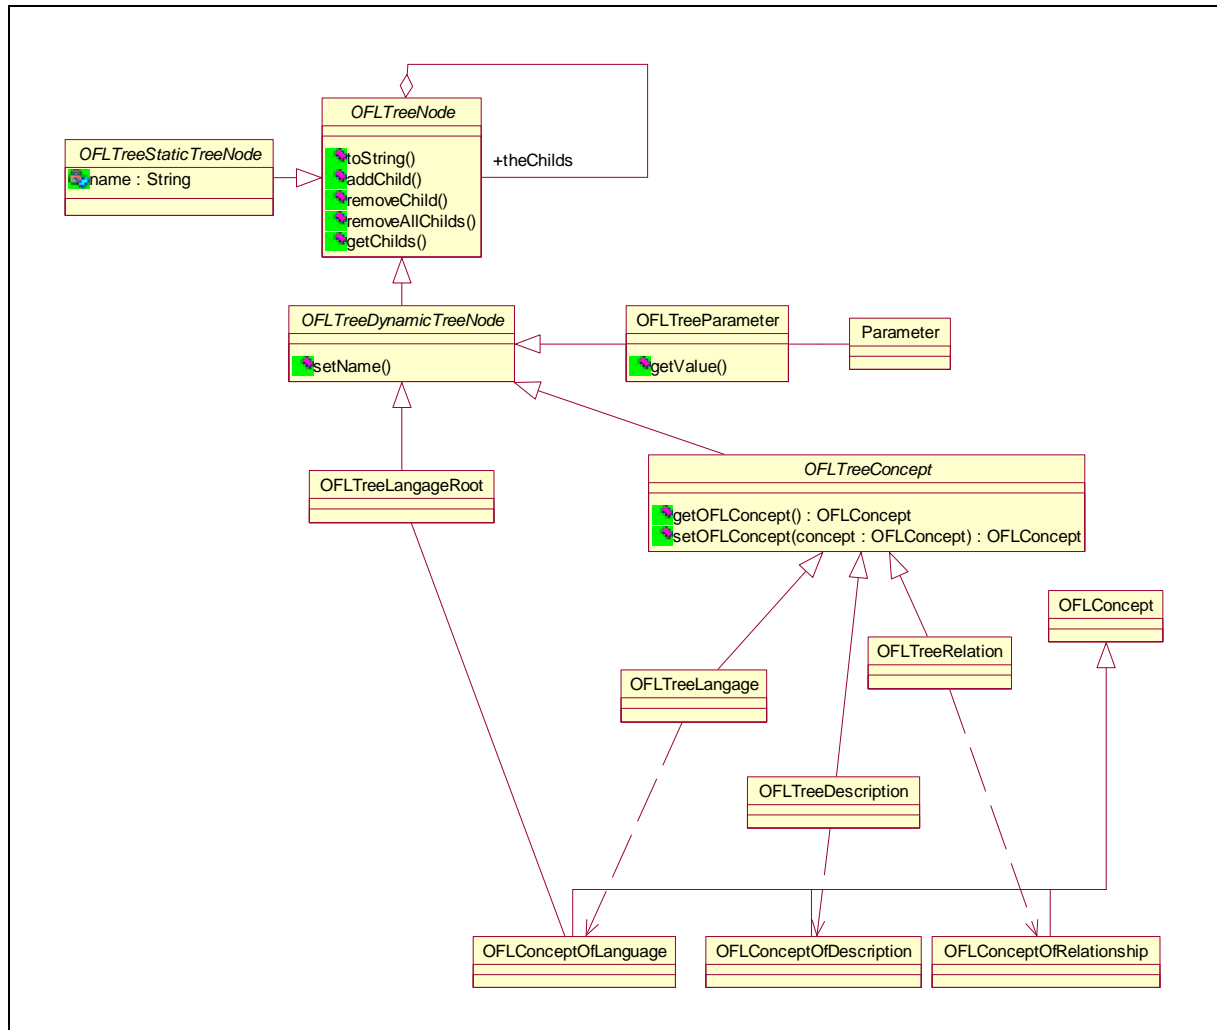 OFLTreeNode
toString()
addChild()
removeChild()
removeAllChilds()
getChilds()
+theChilds
OFLTreeStaticTreeNode
name : String
OFLTreeDynamicTreeNode
setName()
OFLTreeParameter
getValue()
Parameter
OFLTreeLangageRoot
OFLTreeConcept
getOFLConcept() : OFLConcept
setOFLConcept(concept : OFLConcept) : OFLConcept
OFLConcept
OFLTreeRelation
OFLTreeLangage
OFLTreeDescription
OFLConceptOfLanguage
OFLConceptOfDescription
OFLConceptOfRelationship